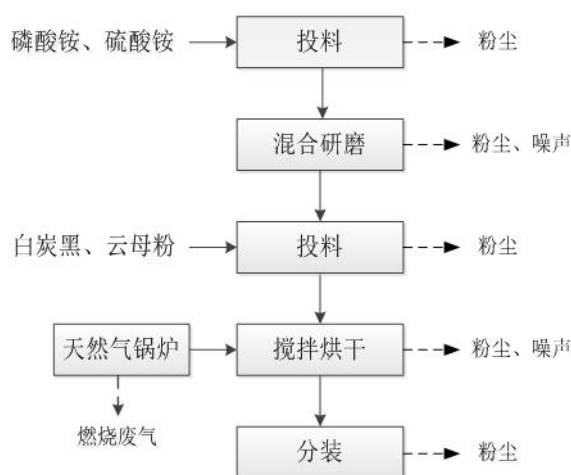 磷酸铵、硫酸铵
投料
粉尘
混合研磨
粉尘、噪声
白炭黑、云母粉
投料
粉尘
天然气锅炉
搅拌烘干
粉尘、噪声
燃烧废气
分装
粉尘